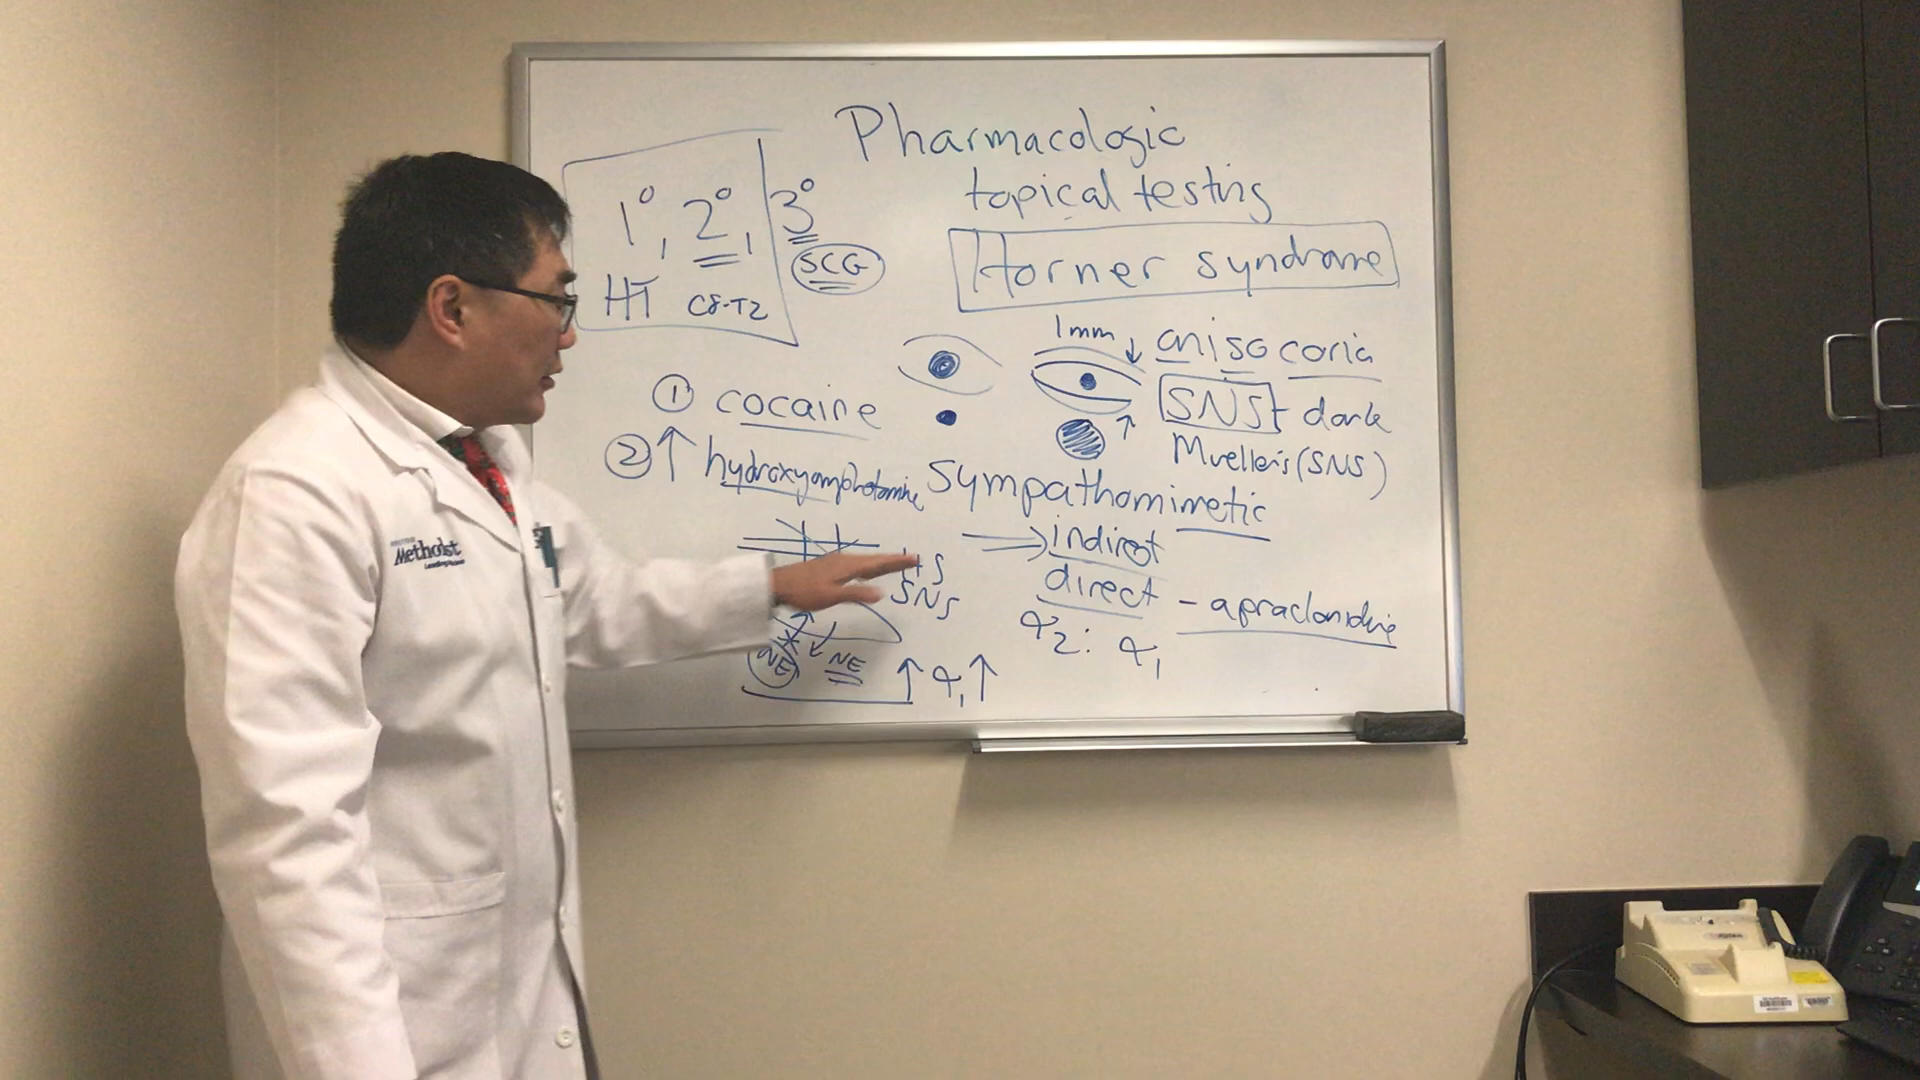 Pharmacologic
topical testing
Horner syndrome
1°, 2°, 3°
HT C8-T2 SCG
1mm ↓ anisocoria
SNS - dark
Mueller's (SNS)
① cocaine
② ↑ hydroxyamphetamine
Sympathomimetic
→ indirect
direct - apraclonidine
α2: α1
SNS
NE NE ↑ α1 ↑
Methodist